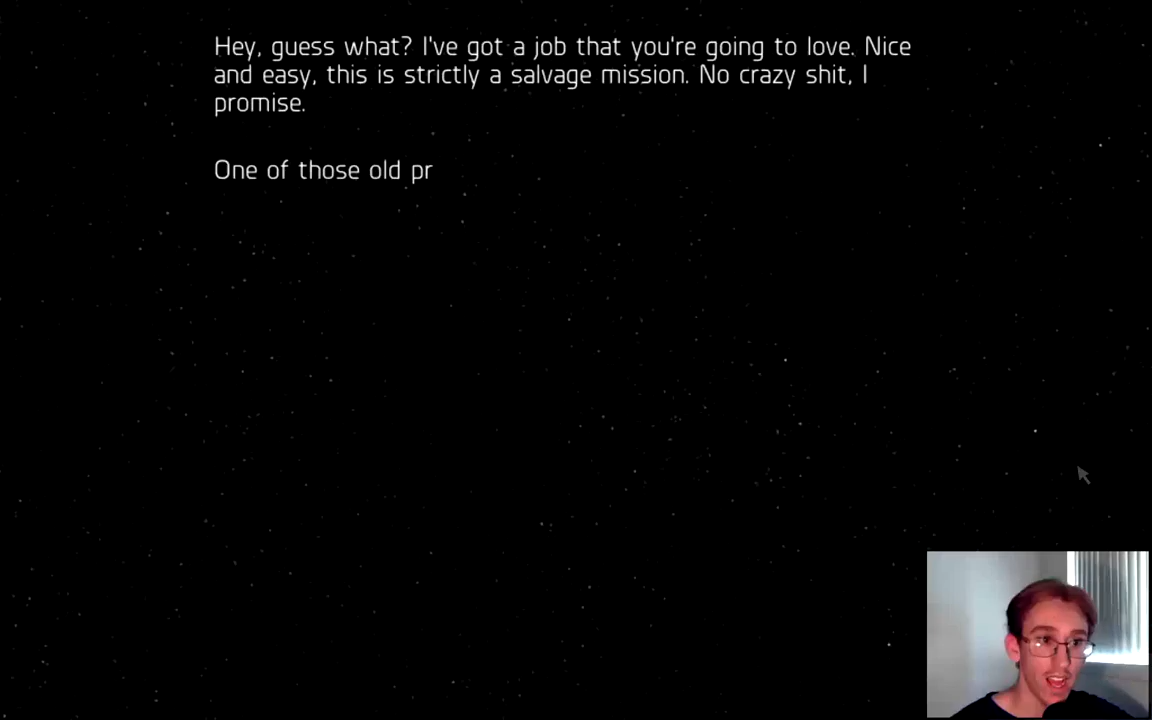 Hey, guess what? I've got a job that you're going to love. Nice
and easy, this is strictly a salvage mission. No crazy shit, I
promise.
One of those old pr